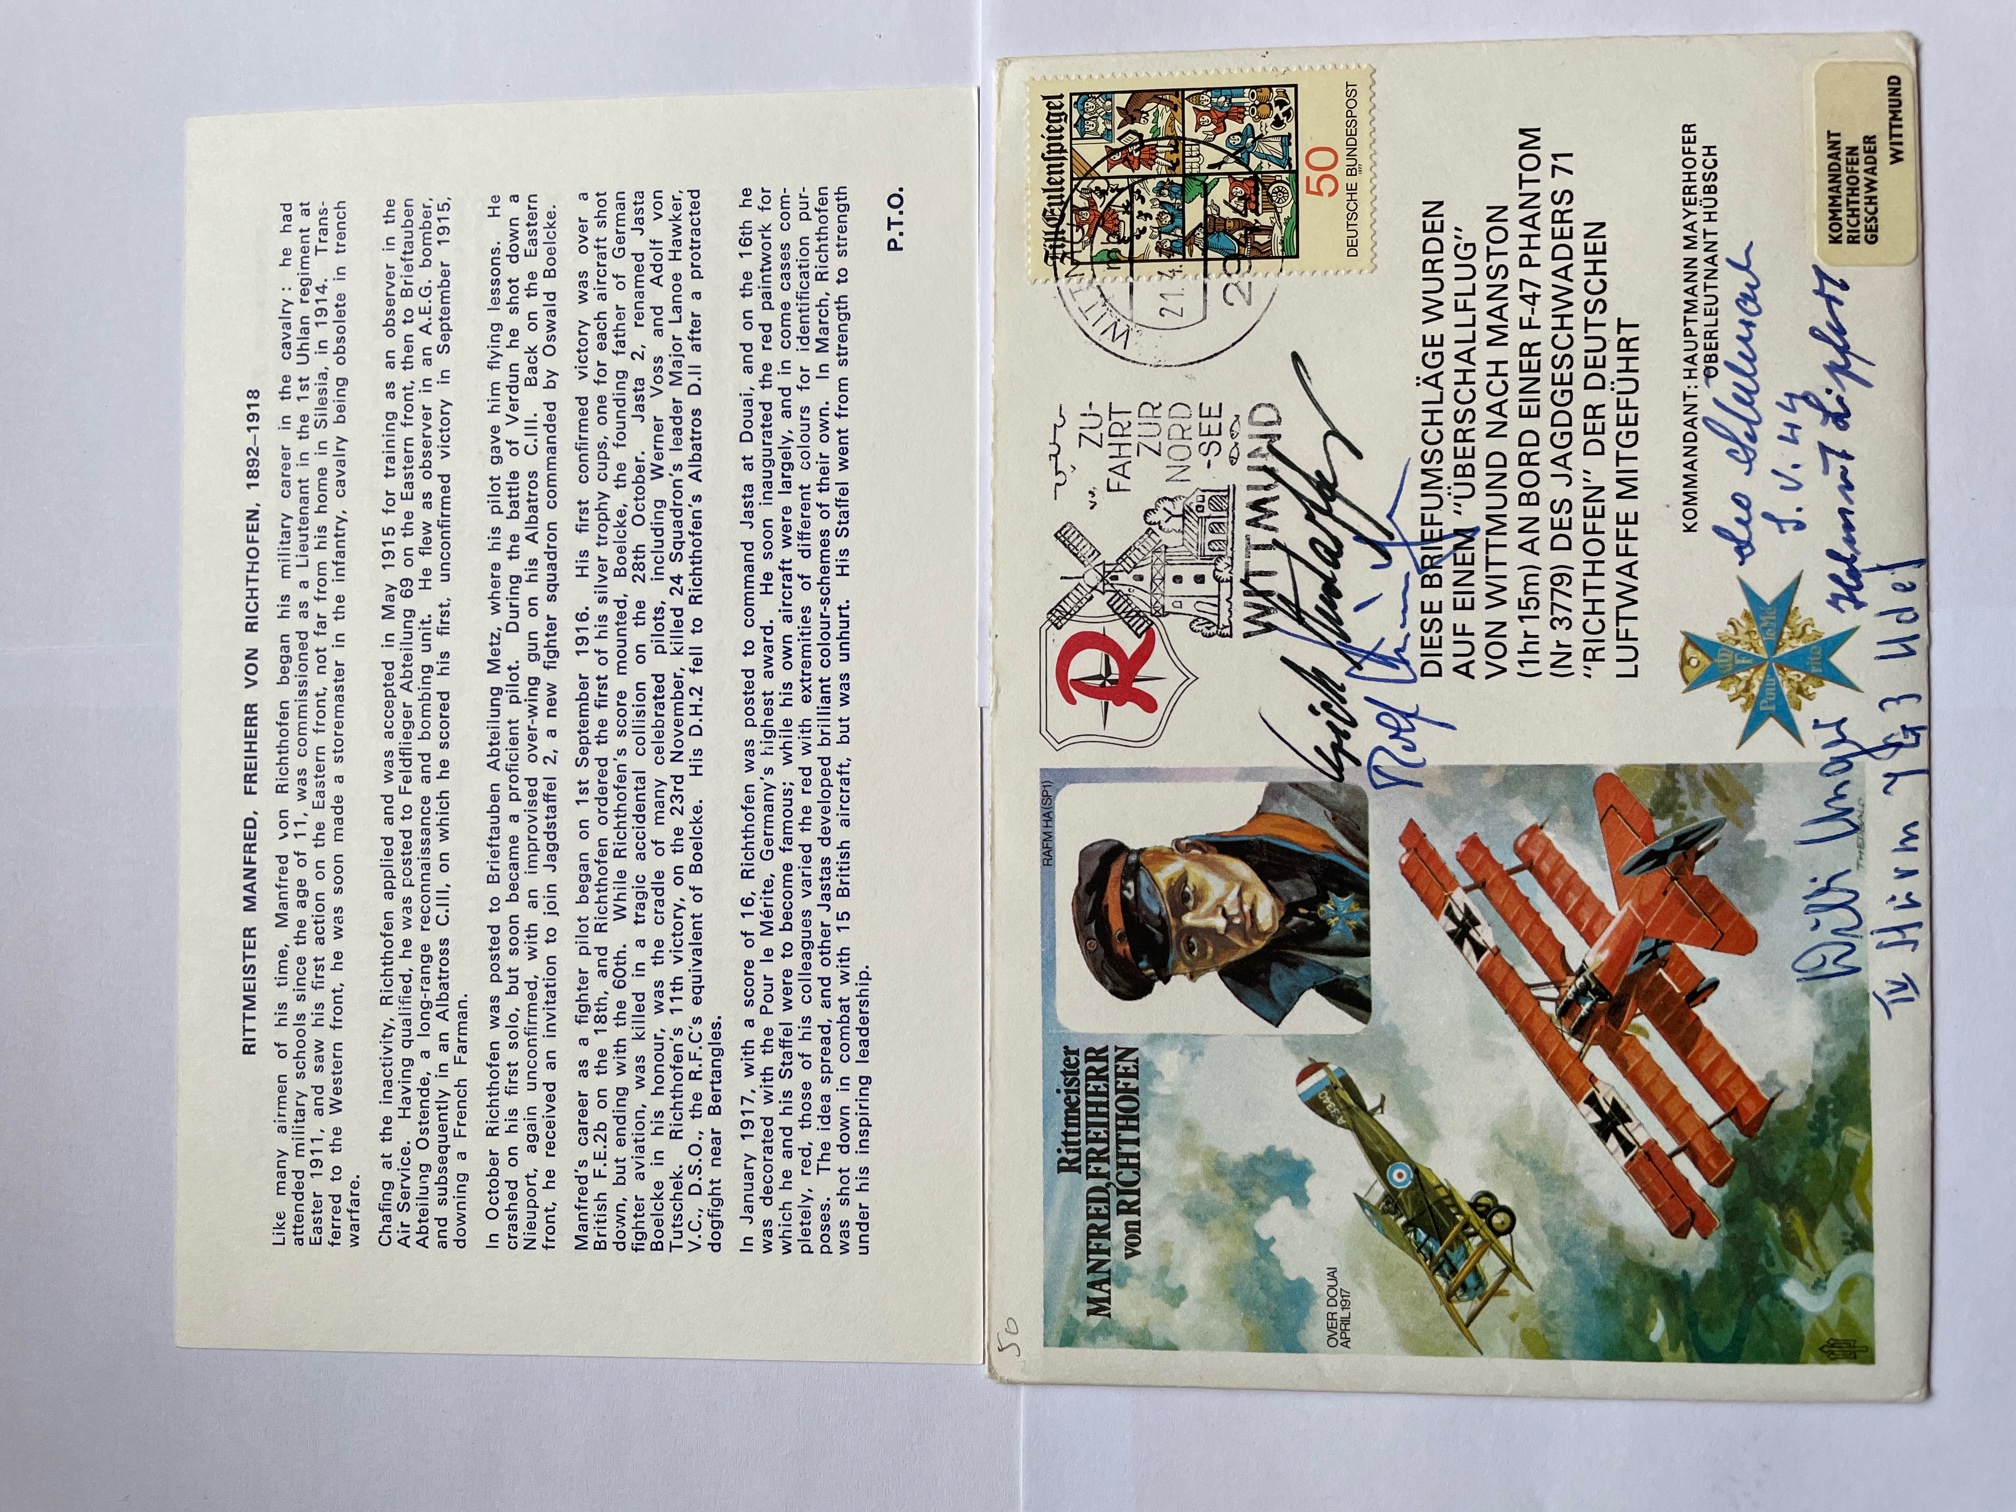 RITTMEISTER MANFRED, FREIHERR VON RICHTHOFEN, 1892–1918
Like many airmen of his time, Manfred von Richthofen began his military career in the cavalry: he had
attended military schools since the age of 11, was commissioned as a Lieutenant in the 1st Uhlan regiment at
Easter 1911, and saw his first action on the Eastern front, not far from his home in Silesia, in 1914. Trans-
ferred to the Western front, he was soon made a storemaster in the infantry, cavalry being obsolete in trench
warfare.
Chafing at the inactivity, Richthofen applied and was accepted in May 1915 for training as an observer in the
Air Service. Having qualified, he was posted to Feldflieger Abteilung 69 on the Eastern front, then to Brieftauben
Abteilung Ostende, a long-range reconnaissance and bombing unit. He flew as observer in an A.E.G. bomber,
and subsequently in an Albatross C.III, on which he scored his first, unconfirmed victory in September 1915,
downing a French Farman.
In October Richthofen was posted to Brieftauben Abteilung Metz, where his pilot gave him flying lessons. He
crashed on his first solo, but soon became a proficient pilot. During the battle of Verdun he shot down a
Nieuport, again unconfirmed, with an improvised over-wing gun on his Albatros C.III. Back on the Eastern
front, he received an invitation to join Jagdstaffel 2, a new fighter squadron commanded by Oswald Boelcke.
Manfred's career as a fighter pilot began on 1st September 1916. His first confirmed victory was over a
British F.E.2b on the 18th, and Richthofen ordered the first of his silver trophy cups, one for each aircraft shot
down, but ending with the 60th. While Richthofen's score mounted, Boelcke, the founding father of German
fighter aviation, was killed in a tragic accidental collision on the 28th October. Jasta 2, renamed Jasta
Boelcke in his honour, was the cradle of many celebrated pilots, including Werner Voss and Adolf von
Tutschek. Richthofen's 11th victory, on the 23rd November, killed 24 Squadron's leader Major Lanoe Hawker,
V.C., D.S.O., the R.F.C's equivalent of Boelcke. His D.H.2 fell to Richthofen's Albatros D.II after a protracted
dogfight near Bertangles.
In January 1917, with a score of 16, Richthofen was posted to command Jasta at Douai, and on the 16th he
was decorated with the Pour le Mérite, Germany's highest award. He soon inaugurated the red paintwork for
which he and his Staffel were to become famous; while his own aircraft were largely, and in come cases com-
pletely, red, those of his colleagues varied the red with extremities of different colours for identification pur-
poses. The idea spread, and other Jastas developed brilliant colour-schemes of their own. In March, Richthofen
was shot down in combat with 15 British aircraft, but was unhurt. His Staffel went from strength to strength
under his inspiring leadership.
P.T.O.
50
Rittmeister
MANFRED, FREIHERR
von RICHTHOFEN
RAFM HA(SP1)
OVER DOUAI
APRIL 1917
A·3340
R
ZU-
FAHRT
ZUR
NORD
-SEE
WITTMUND
WITTMUND
21.4.
29
Till Eulenspiegel
50
DEUTSCHE BUNDESPOST
1977
Rolf
DIESE BRIEFUMSCHLÄGE WURDEN
AUF EINEM "ÜBERSCHALLFLUG"
VON WITTMUND NACH MANSTON
(1hr 15m) AN BORD EINER F-47 PHANTOM
(Nr 3779) DES JAGDGESCHWADERS 71
"RICHTHOFEN" DER DEUTSCHEN
LUFTWAFFE MITGEFÜHRT
KOMMANDANT: HAUPTMANN MAYERHOFER
OBERLEUTNANT HÜBSCH
Pour le Mé
rite
J.V. 44
Helmut Lipfert
Willi Unger
IV Sturm JG 3 Udet
KOMMANDANT
RICHTHOFEN
GESCHWADER
WITTMUND